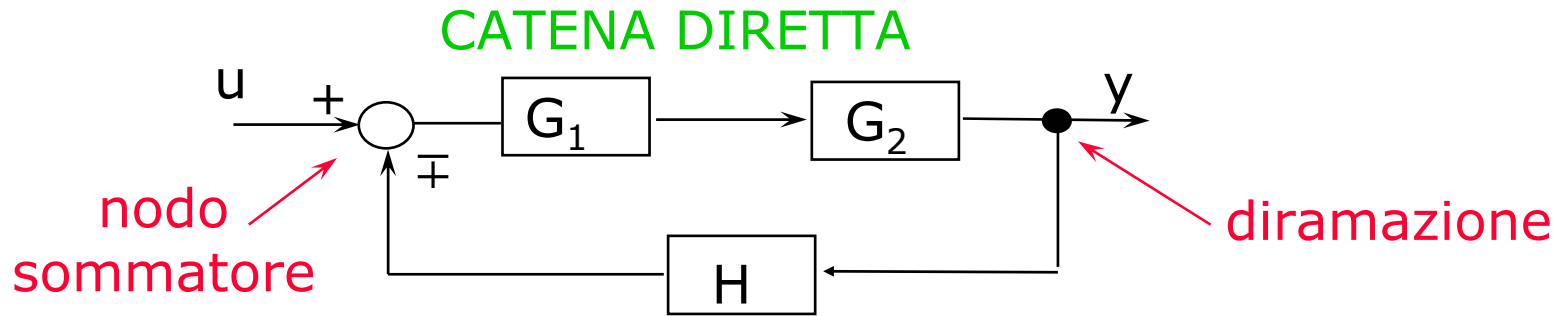 CATENA DIRETTA
u
+
G₁
G₂
y
∓
nodo
sommatore
diramazione
H